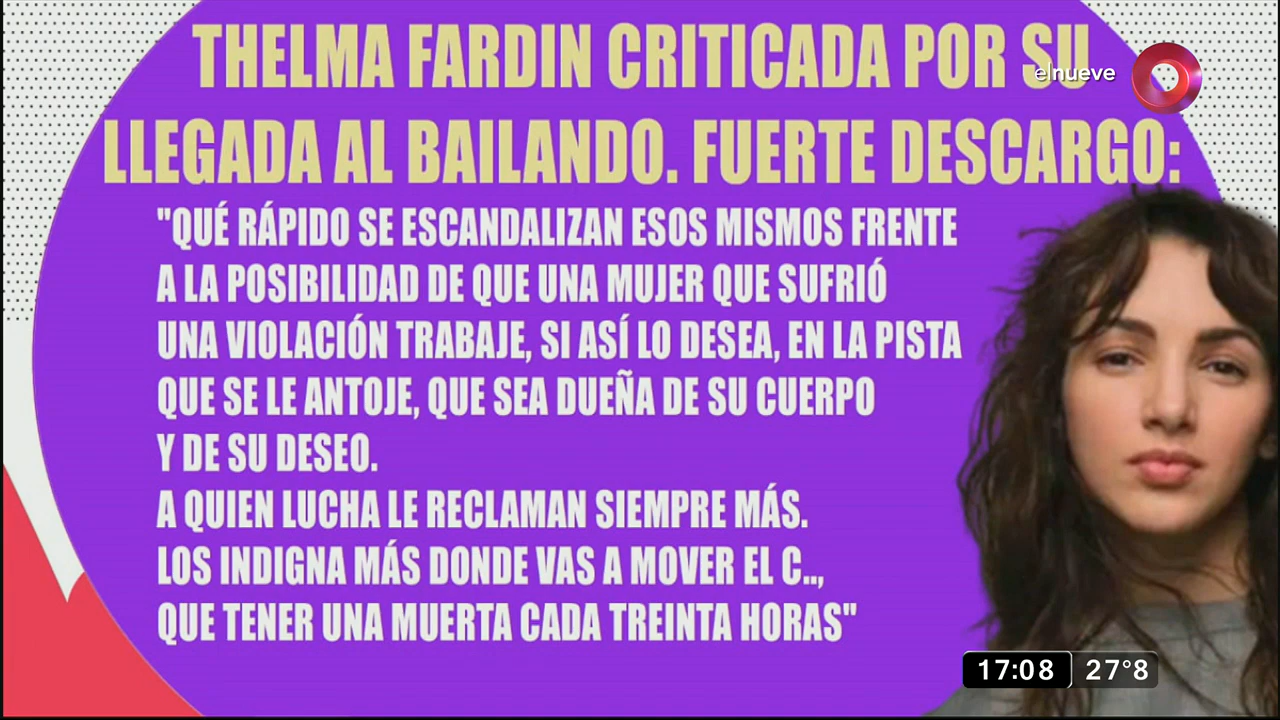 THELMA FARDIN CRITICADA POR SU
elnueve
LLEGADA AL BAILANDO. FUERTE DESCARGO:
"QUÉ RÁPIDO SE ESCANDALIZAN ESOS MISMOS FRENTE
A LA POSIBILIDAD DE QUE UNA MUJER QUE SUFRIÓ
UNA VIOLACIÓN TRABAJE, SI ASÍ LO DESEA, EN LA PISTA
QUE SE LE ANTOJE, QUE SEA DUEÑA DE SU CUERPO
Y DE SU DESEO.
A QUIEN LUCHA LE RECLAMAN SIEMPRE MÁS.
LOS INDIGNA MÁS DONDE VAS A MOVER EL C..,
QUE TENER UNA MUERTA CADA TREINTA HORAS"
17:08 27°8